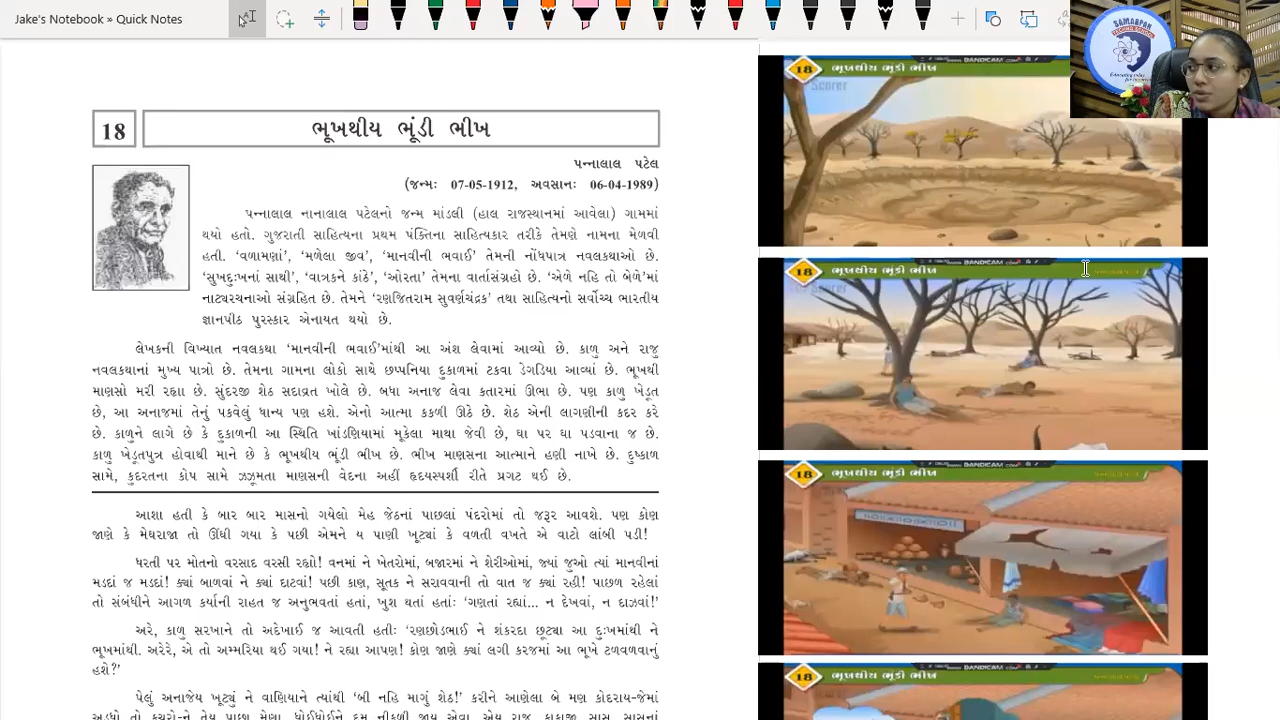 Jake's Notebook » Quick Notes
18
ભૂખથીય ભૂંડી ભીખ
પન્નાલાલ પટેલ
(જન્મ: 07-05-1912, અવસાન: 06-04-1989)
પન્નાલાલ નાનાલાલ પટેલનો જન્મ માંડલી (હાલ રાજસ્થાનમાં આવેલા) ગામમાં
થયો હતો. ગુજરાતી સાહિત્યના પ્રથમ પંક્તિના સાહિત્યકાર તરીકે તેમણે નામના મેળવી
હતી. 'વળામણાં', 'મળેલા જીવ', 'માનવીની ભવાઈ' તેમની નોંધપાત્ર નવલકથાઓ છે.
'સુખદુઃખનાં સાથી', 'વાત્રકને કાંઠે', 'ઓરતા' તેમના વાર્તાસંગ્રહો છે. 'એળે નહિ તો બેળે'માં
નાટ્યરચનાઓ સંગ્રહિત છે. તેમને 'રણજિતરામ સુવર્ણચંદ્રક' તથા સાહિત્યનો સર્વોચ્ચ ભારતીય
જ્ઞાનપીઠ પુરસ્કાર એનાયત થયો છે.
લેખકની વિખ્યાત નવલકથા 'માનવીની ભવાઈ'માંથી આ અંશ લેવામાં આવ્યો છે. કાળુ અને રાજુ
નવલકથાનાં મુખ્ય પાત્રો છે. તેમના ગામના લોકો સાથે છપ્પનિયા દુકાળમાં ટકવા ડેગડિયા આવ્યાં છે. ભૂખથી
માણસો મરી રહ્યા છે. સુંદરજી શેઠ સદાવ્રત ખોલે છે. બધા અનાજ લેવા કતારમાં ઊભા છે. પણ કાળુ ખેડૂત
છે, આ અનાજમાં તેનું પકવેલું ધાન્ય પણ હશે. એનો આત્મા કકળી ઊઠે છે. શેઠ એની લાગણીની કદર કરે
છે. કાળુને લાગે છે કે દુકાળની આ સ્થિતિ ખાંડણિયામાં મૂકેલા માથા જેવી છે, ઘા પર ઘા પડવાના જ છે.
કાળુ ખેડૂતપુત્ર હોવાથી માને છે કે ભૂખથીય ભૂંડી ભીખ છે. ભીખ માણસના આત્માને હણી નાખે છે. દુષ્કાળ
સામે, કુદરતના કોપ સામે ઝઝૂમતા માણસની વેદના અહીં હૃદયસ્પર્શી રીતે પ્રગટ થઈ છે.
આશા હતી કે બાર બાર માસનો ગયેલો મેહ જેઠનાં પાછલાં પંદરોમાં તો જરૂર આવશે. પણ કોણ
જાણે કે મેઘરાજા તો ઊંધો ગયા કે પછી એમને ય પાણી ખૂટ્યાં કે વળતી વખતે એ વાટો લાંબી પડી!
ધરતી પર મોતનો વરસાદ વરસી રહ્યો! વનમાં ને ખેતરોમાં, બજારમાં ને શેરીઓમાં, જ્યાં જુઓ ત્યાં માનવીનાં
મડદાં જ મડદાં! ક્યાં બાળવાં ને ક્યાં દાટવાં! પછી કાણ, સૂતક ને સરાવવાની તો વાત જ ક્યાં રહી! પાછળ રહેલાં
તો સંબંધીને આગળ કર્યાંની રાહત જ અનુભવતાં હતાં, ખુશ થતાં હતાં: 'ગણતાં રહ્યાં... ન દેખવાં, ન દાઝવાં!'
અરે, કાળુ સરખાને તો અદેખાઈ જ આવતી હતી: 'રણછોડભાઈ ને શંકરદા છૂટ્યા આ દુઃખમાંથી ને
ભૂખમાંથી. અરેરે, એ તો અમ્મરિયા થઈ ગયા! ને રહ્યા આપણ! કોણ જાણે ક્યાં લગી કરજમાં આ ભૂખે ટળવળવાનું
હશે?'
પેલું અનાજેય ખૂટ્યું ને વાણિયાને ત્યાંથી
18 ભૂખથીય ભૂંડી ભીખ
18 ભૂખથીય ભૂંડી ભીખ
18 ભૂખથીય ભૂંડી ભીખ
18 ભૂખથીય ભૂંડી ભીખ